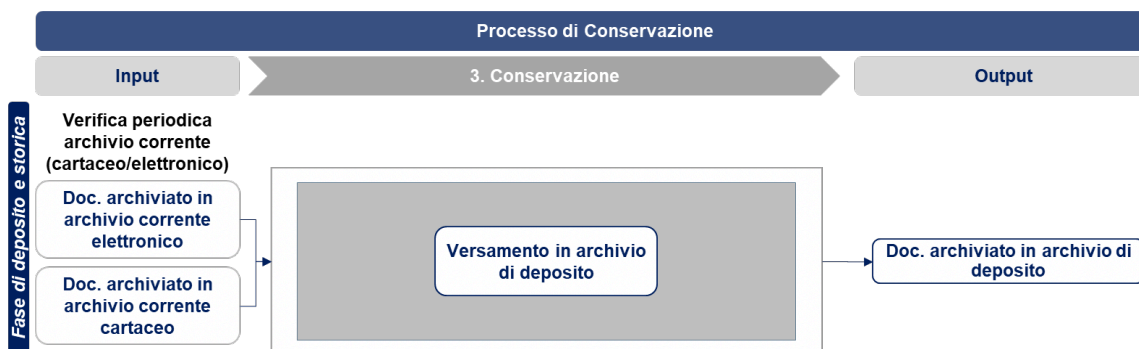 Processo di Conservazione
Input
3. Conservazione
Output
Fase di deposito e storica
Verifica periodica
archivio corrente
(cartaceo/elettronico)
Doc. archiviato in
archivio corrente
elettronico
Doc. archiviato in
archivio corrente
cartaceo
Versamento in archivio
di deposito
Doc. archiviato in archivio di
deposito